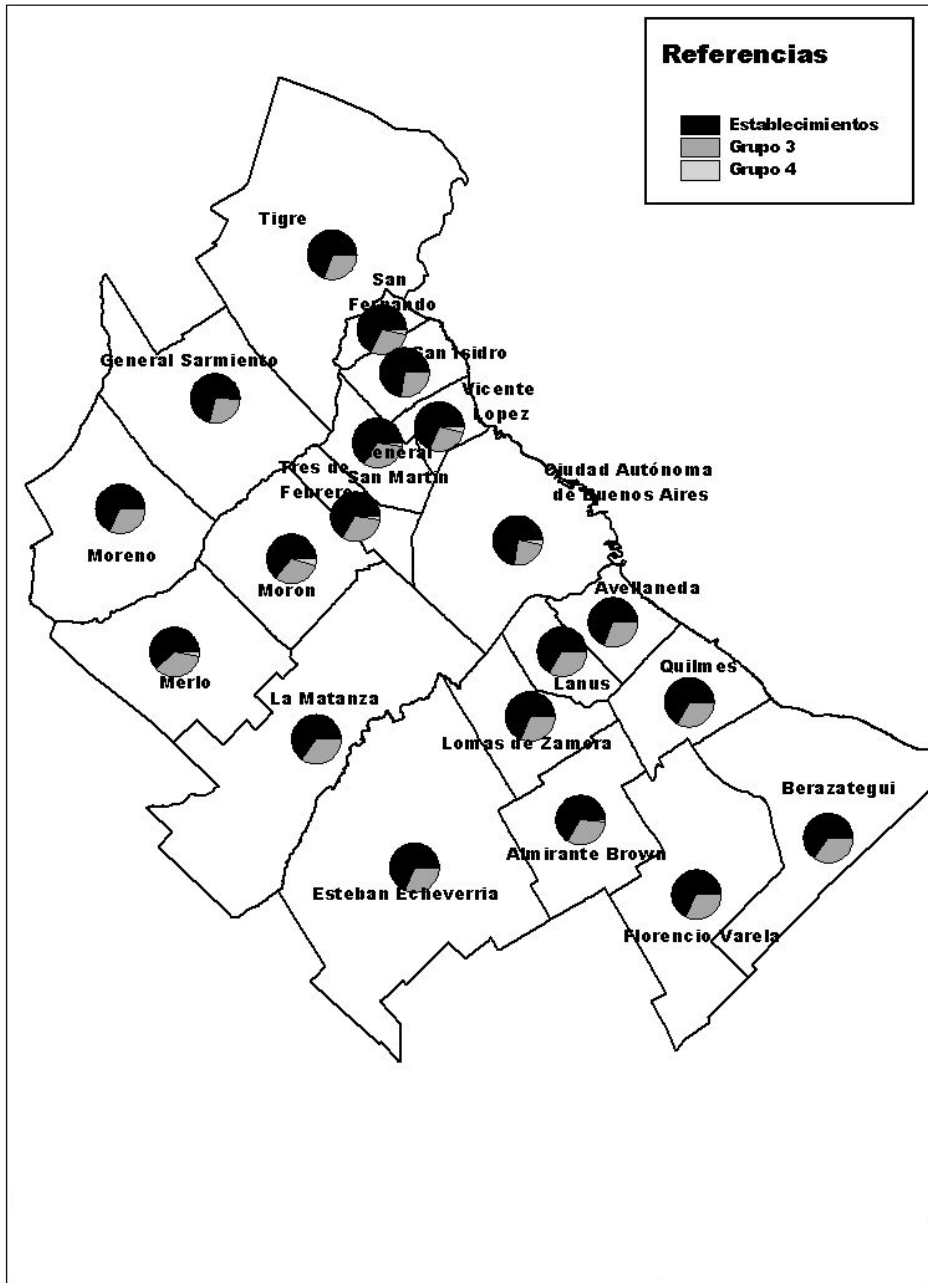 Referencias
Establecimientos
Grupo 3
Grupo 4
Tigre
San
Fernando
General Sarmiento
San Isidro
Vicente
Lopez
General
San Martin
Tres de
Febrero
Ciudad Autónoma
de Buenos Aires
Moreno
Moron
Avellaneda
Merlo
Quilmes
Lanus
La Matanza
Lomas de Zamora
Berazategui
Almirante Brown
Esteban Echeverria
Florencio Varela